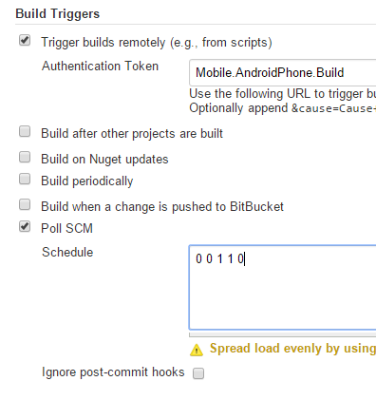 Build Triggers
Trigger builds remotely (e.g., from scripts)
Authentication Token
Mobile.AndroidPhone.Build
Use the following URL to trigger bu
Optionally append &cause=Cause+
Build after other projects are built
Build on Nuget updates
Build periodically
Build when a change is pushed to BitBucket
Poll SCM
Schedule
0 0 1 1 0
Spread load evenly by using
Ignore post-commit hooks